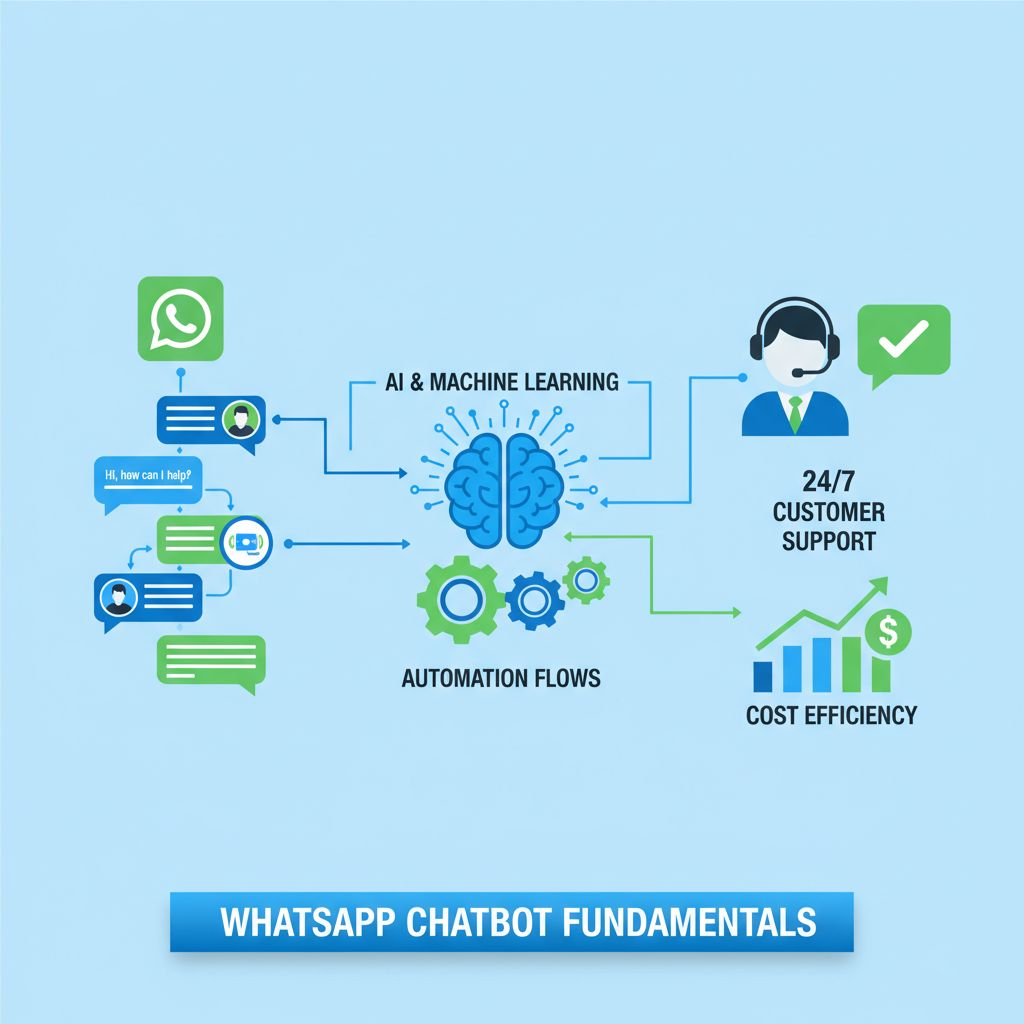 Hi, how can I help?
AI & MACHINE LEARNING
AUTOMATION FLOWS
24/7
CUSTOMER
SUPPORT
$
COST EFFICIENCY
WHATSAPP CHATBOT FUNDAMENTALS